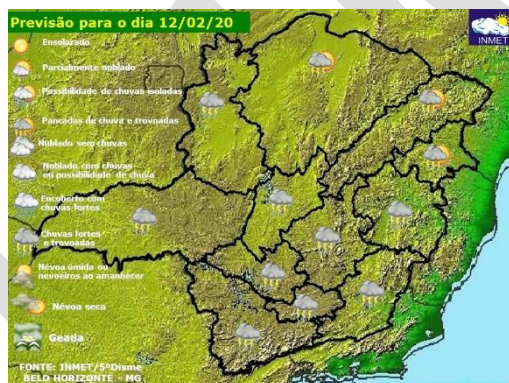 Previsão para o dia 12/02/20
INMET
Ensolarado
Parcialmente nublado
Possibilidade de chuvas isoladas
Pancadas de chuva e trovoadas
Nublado sem chuvas
Nublado com chuvas
ou possibilidade de chuva
Encoberto com
chuvas fortes
Chuvas fortes
e trovoadas
Névoa úmida ou
nevoeiros ao amanhecer
Névoa seca
Geada
FONTE: INMET/5ºDisme
BELO HORIZONTE - MG